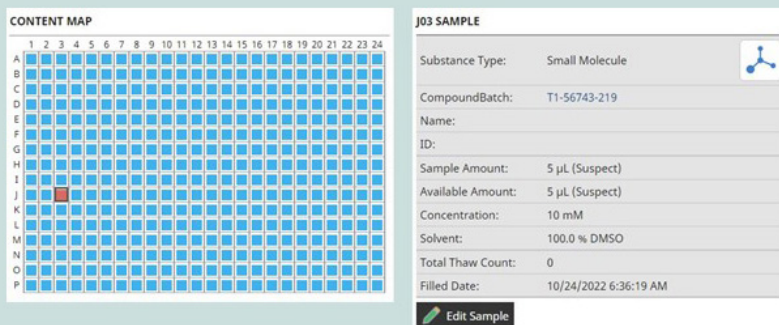 CONTENT MAP
1 2 3 4 5 6 7 8 9 10 11 12 13 14 15 16 17 18 19 20 21 22 23 24
A
B
C
D
E
F
G
H
I
J
K
L
M
N
O
P
J03 SAMPLE
Substance Type: Small Molecule
CompoundBatch: T1-56743-219
Name:
ID:
Sample Amount: 5 µL (Suspect)
Available Amount: 5 µL (Suspect)
Concentration: 10 mM
Solvent: 100.0 % DMSO
Total Thaw Count: 0
Filled Date: 10/24/2022 6:36:19 AM
Edit Sample